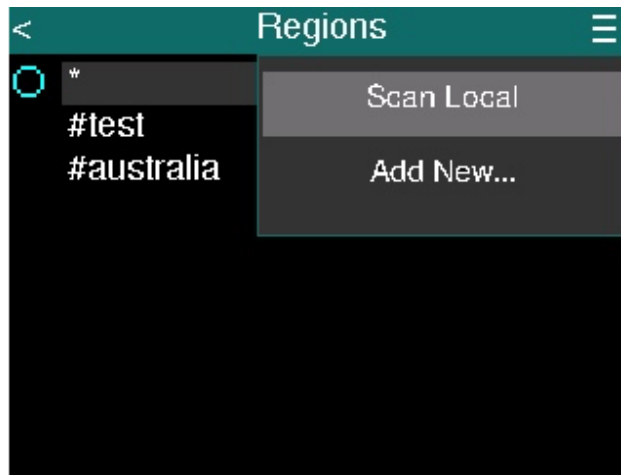 < Regions
*
#test
#australia
Scan Local
Add New...